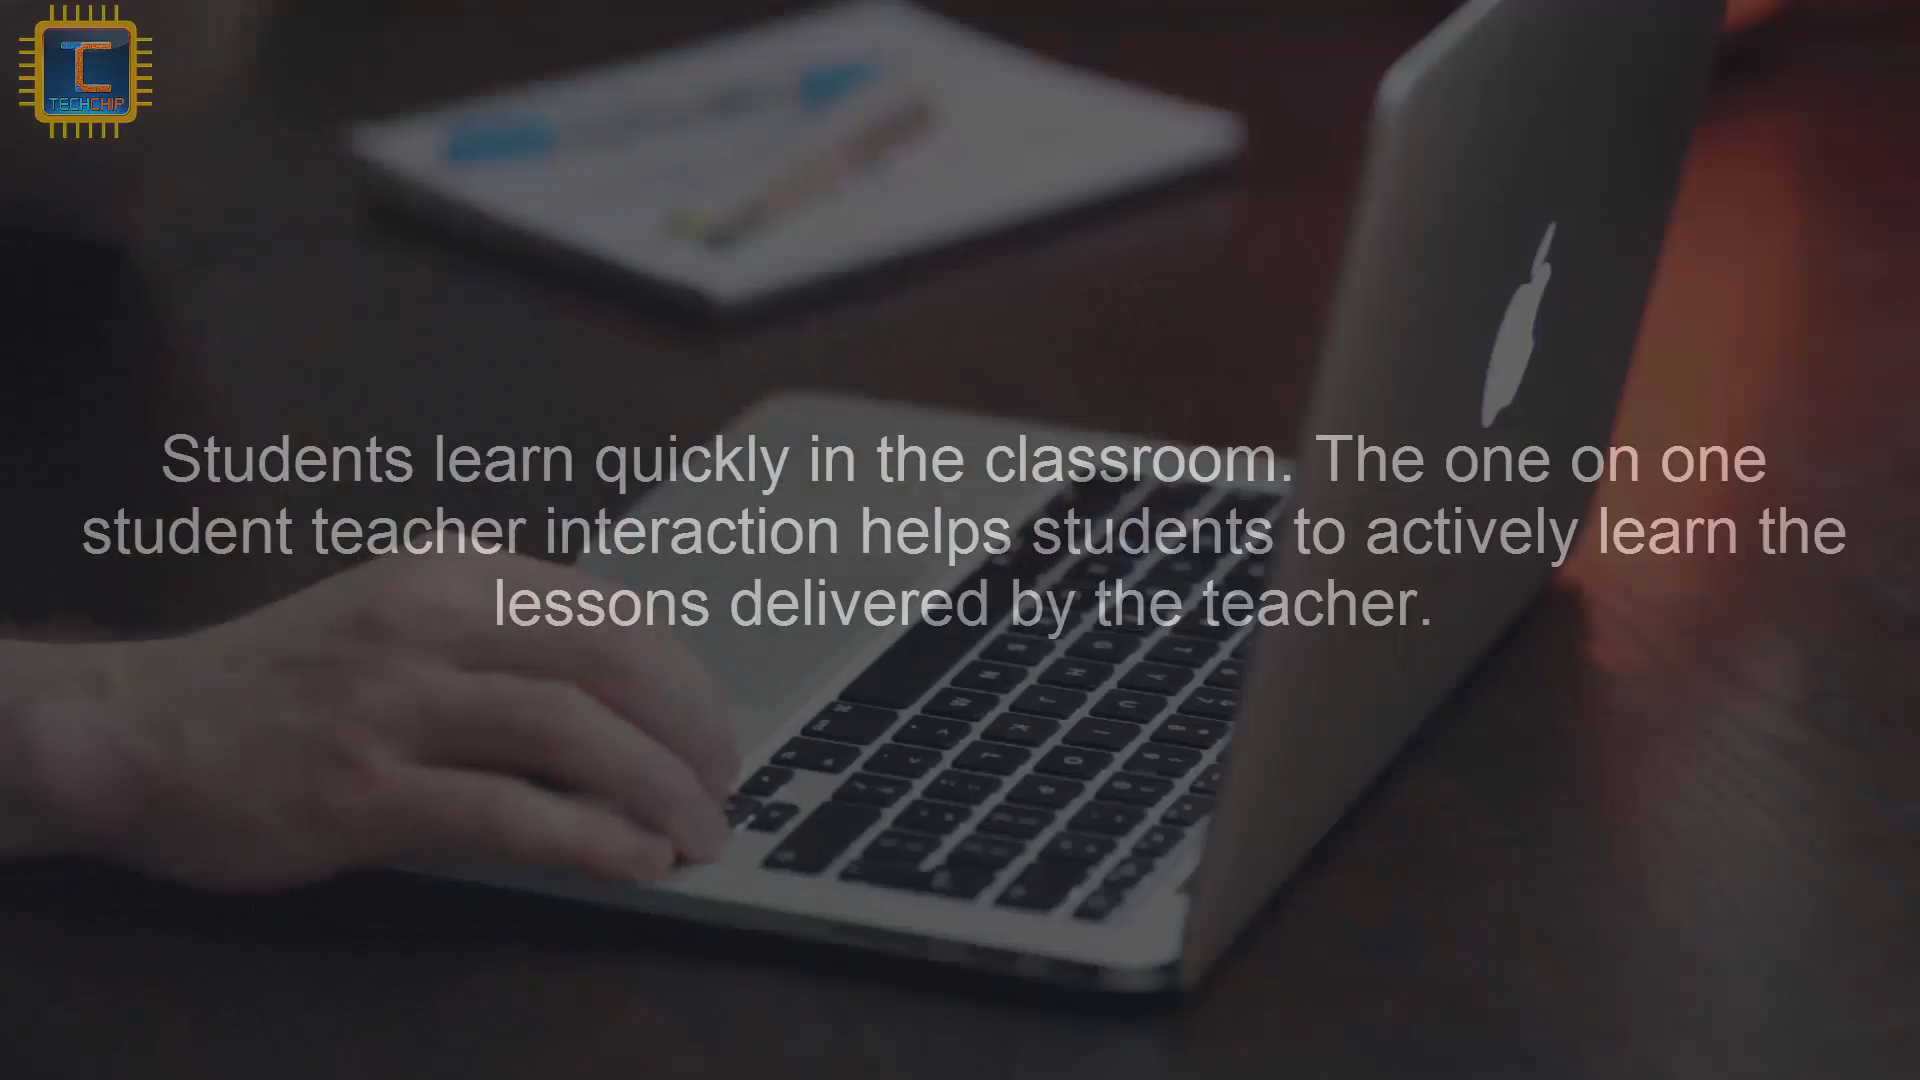 TC
TECHCHIP
Students learn quickly in the classroom. The one on one
student teacher interaction helps students to actively learn the
lessons delivered by the teacher.